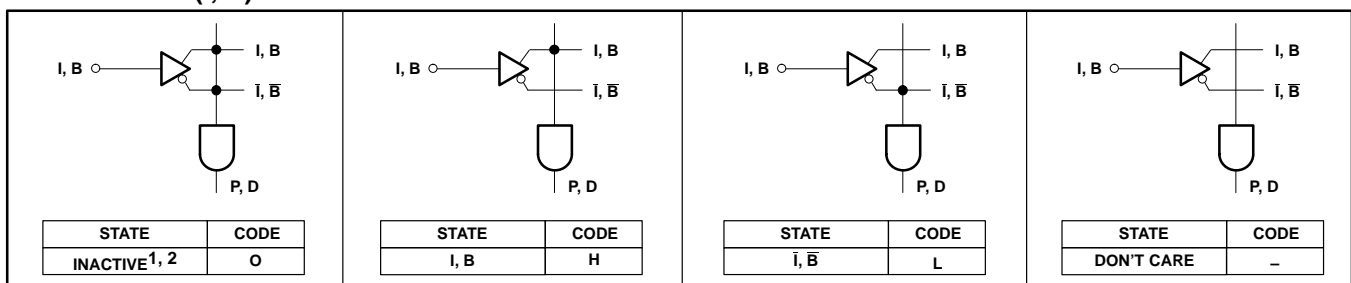 I, B
I, B
Ī, B̅
P, D
STATE CODE
INACTIVE1, 2 O
I, B
I, B
Ī, B̅
P, D
STATE CODE
I, B H
I, B
I, B
Ī, B̅
P, D
STATE CODE
Ī, B̅ L
I, B
I, B
Ī, B̅
P, D
STATE CODE
DON'T CARE –